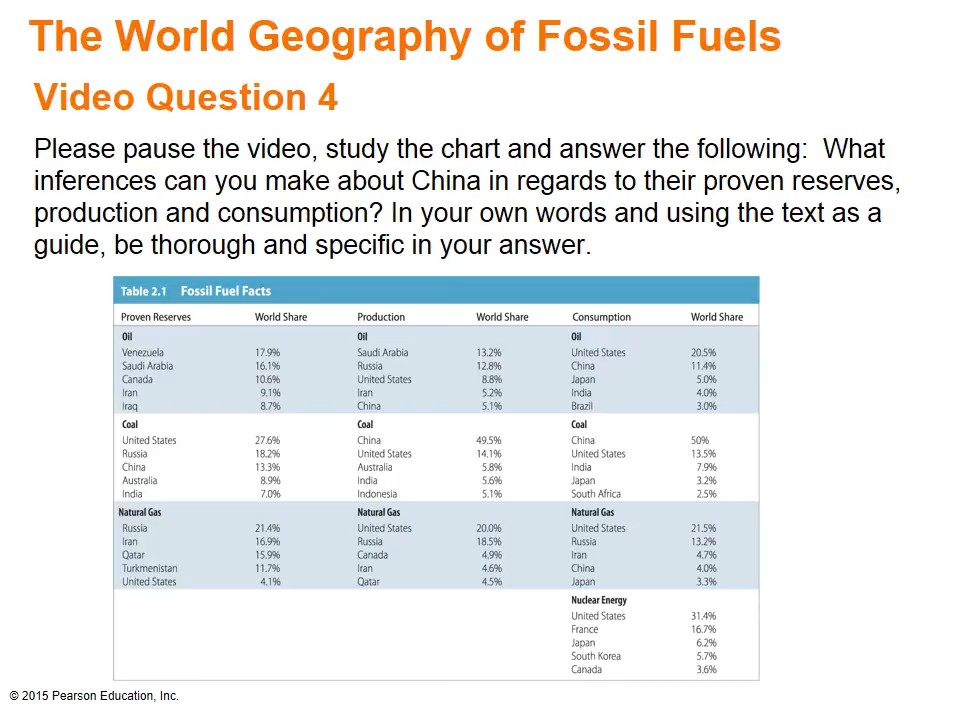 The World Geography of Fossil Fuels
Video Question 4
Please pause the video, study the chart and answer the following:  What
inferences can you make about China in regards to their proven reserves,
production and consumption? In your own words and using the text as a
guide, be thorough and specific in your answer.
Table 2.1 Fossil Fuel Facts
Proven Reserves World Share Production World Share Consumption World Share
Oil Oil Oil
Venezuela 17.9% Saudi Arabia 13.2% United States 20.5%
Saudi Arabia 16.1% Russia 12.8% China 11.4%
Canada 10.6% United States 8.8% Japan 5.0%
Iran 9.1% Iran 5.2% India 4.0%
Iraq 8.7% China 5.1% Brazil 3.0%
Coal Coal Coal
United States 27.6% China 49.5% China 50%
Russia 18.2% United States 14.1% United States 13.5%
China 13.3% Australia 5.8% India 7.9%
Australia 8.9% India 5.6% Japan 3.2%
India 7.0% Indonesia 5.1% South Africa 2.5%
Natural Gas Natural Gas Natural Gas
Russia 21.4% United States 20.0% United States 21.5%
Iran 16.9% Russia 18.5% Russia 13.2%
Qatar 15.9% Canada 4.9% Iran 4.7%
Turkmenistan 11.7% Iran 4.6% China 4.0%
United States 4.1% Qatar 4.5% Japan 3.3%
Nuclear Energy
United States 31.4%
France 16.7%
Japan 6.2%
South Korea 5.7%
Canada 3.6%
© 2015 Pearson Education, Inc.